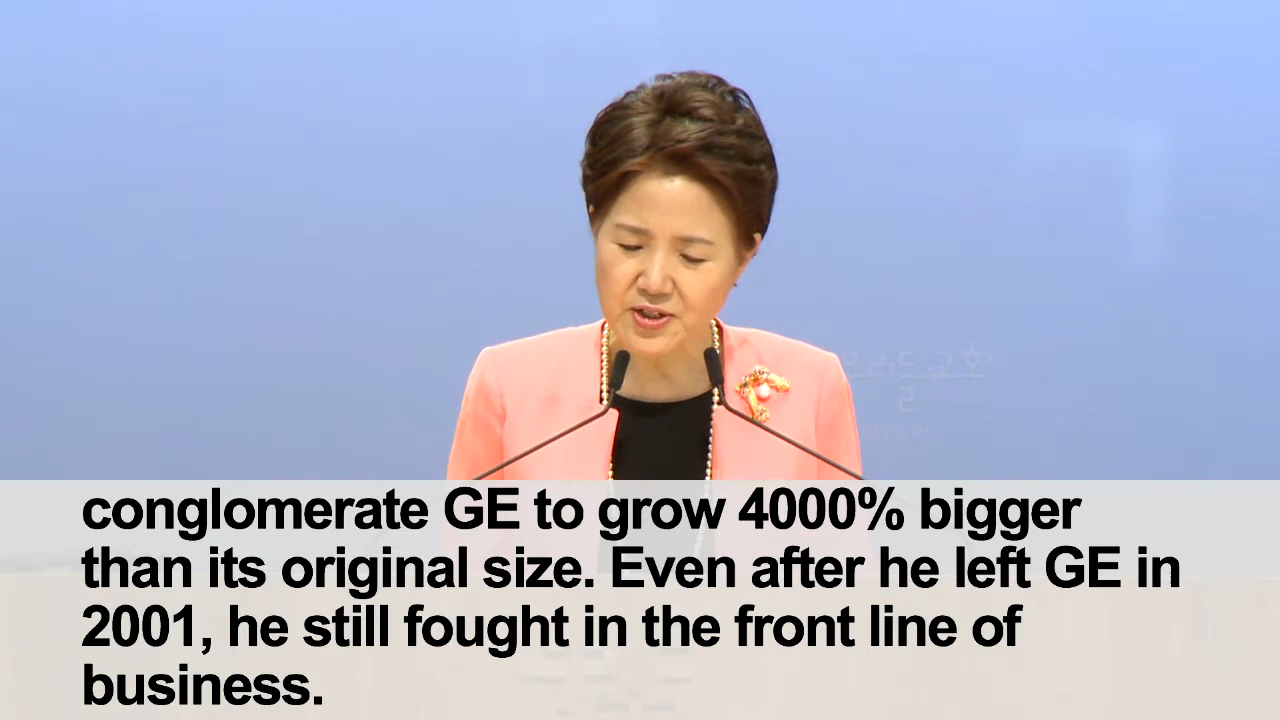 conglomerate GE to grow 4000% bigger
than its original size. Even after he left GE in
2001, he still fought in the front line of
business.